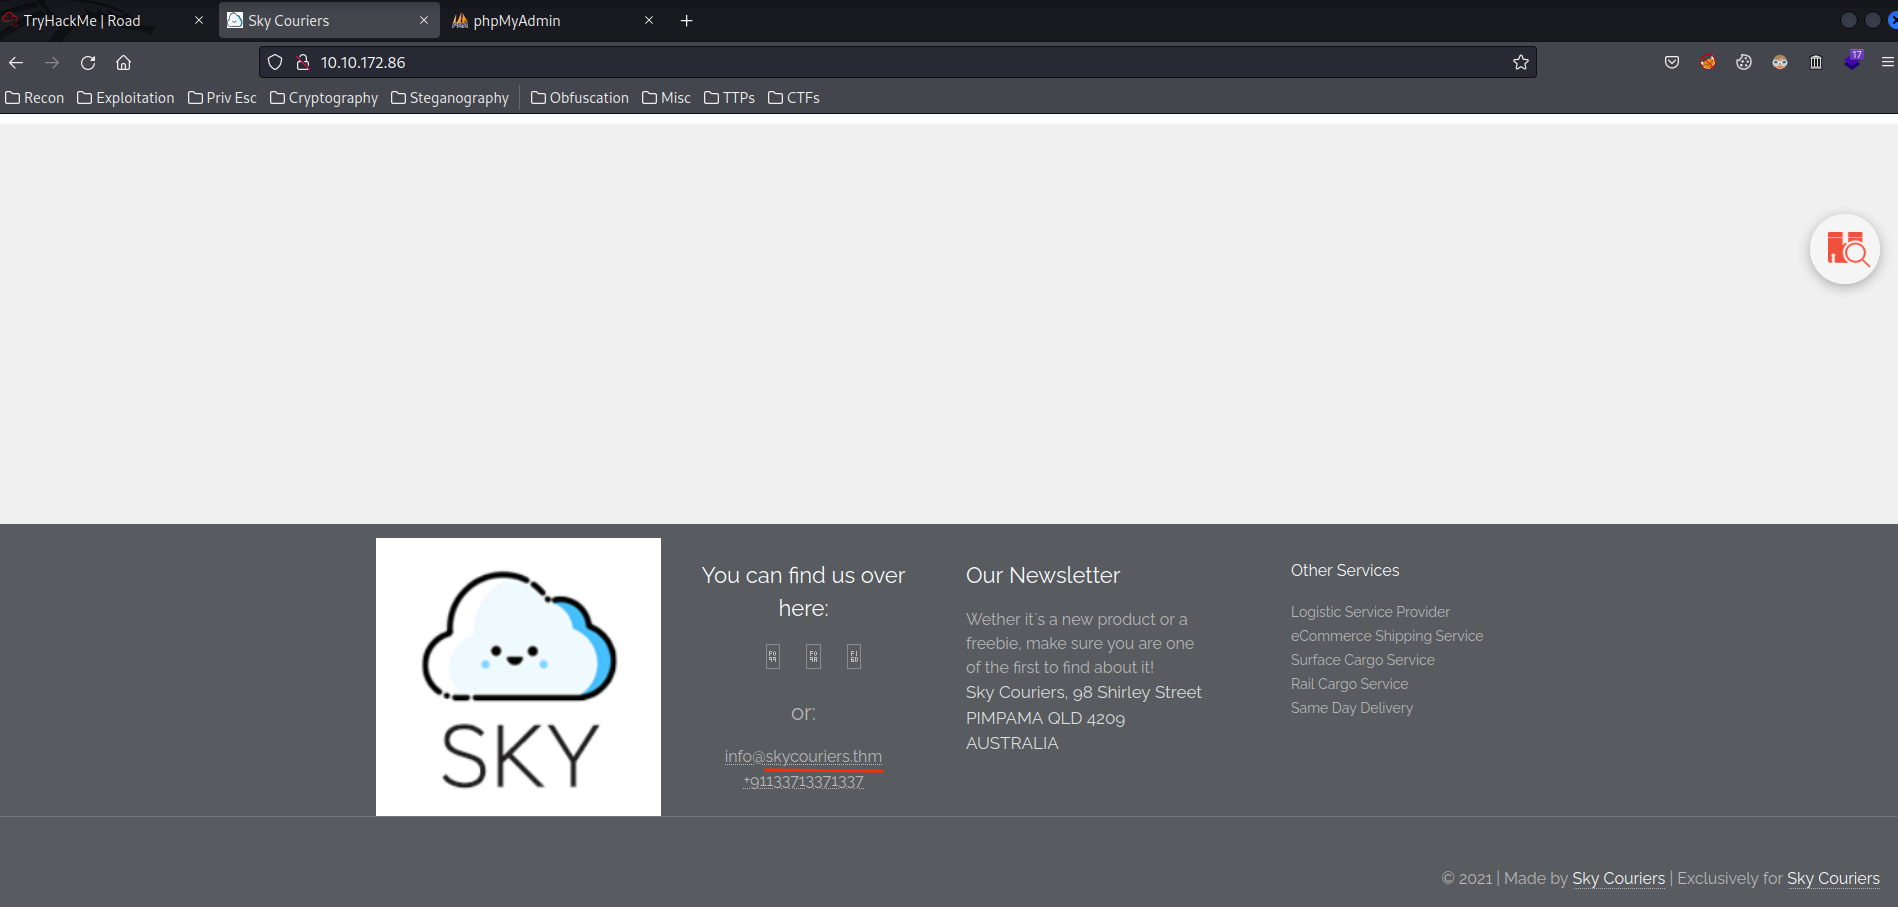 TryHackMe | Road
Sky Couriers
phpMyAdmin
10.10.172.86
17
Recon
Exploitation
Priv Esc
Cryptography
Steganography
Obfuscation
Misc
TTPs
CTFs
SKY
You can find us over
here:
or:
info@skycouriers.thm
+91133713371337
Our Newsletter
Wether it`s a new product or a
freebie, make sure you are one
of the first to find about it!
Sky Couriers, 98 Shirley Street
PIMPAMA QLD 4209
AUSTRALIA
Other Services
Logistic Service Provider
eCommerce Shipping Service
Surface Cargo Service
Rail Cargo Service
Same Day Delivery
© 2021 | Made by Sky Couriers | Exclusively for Sky Couriers